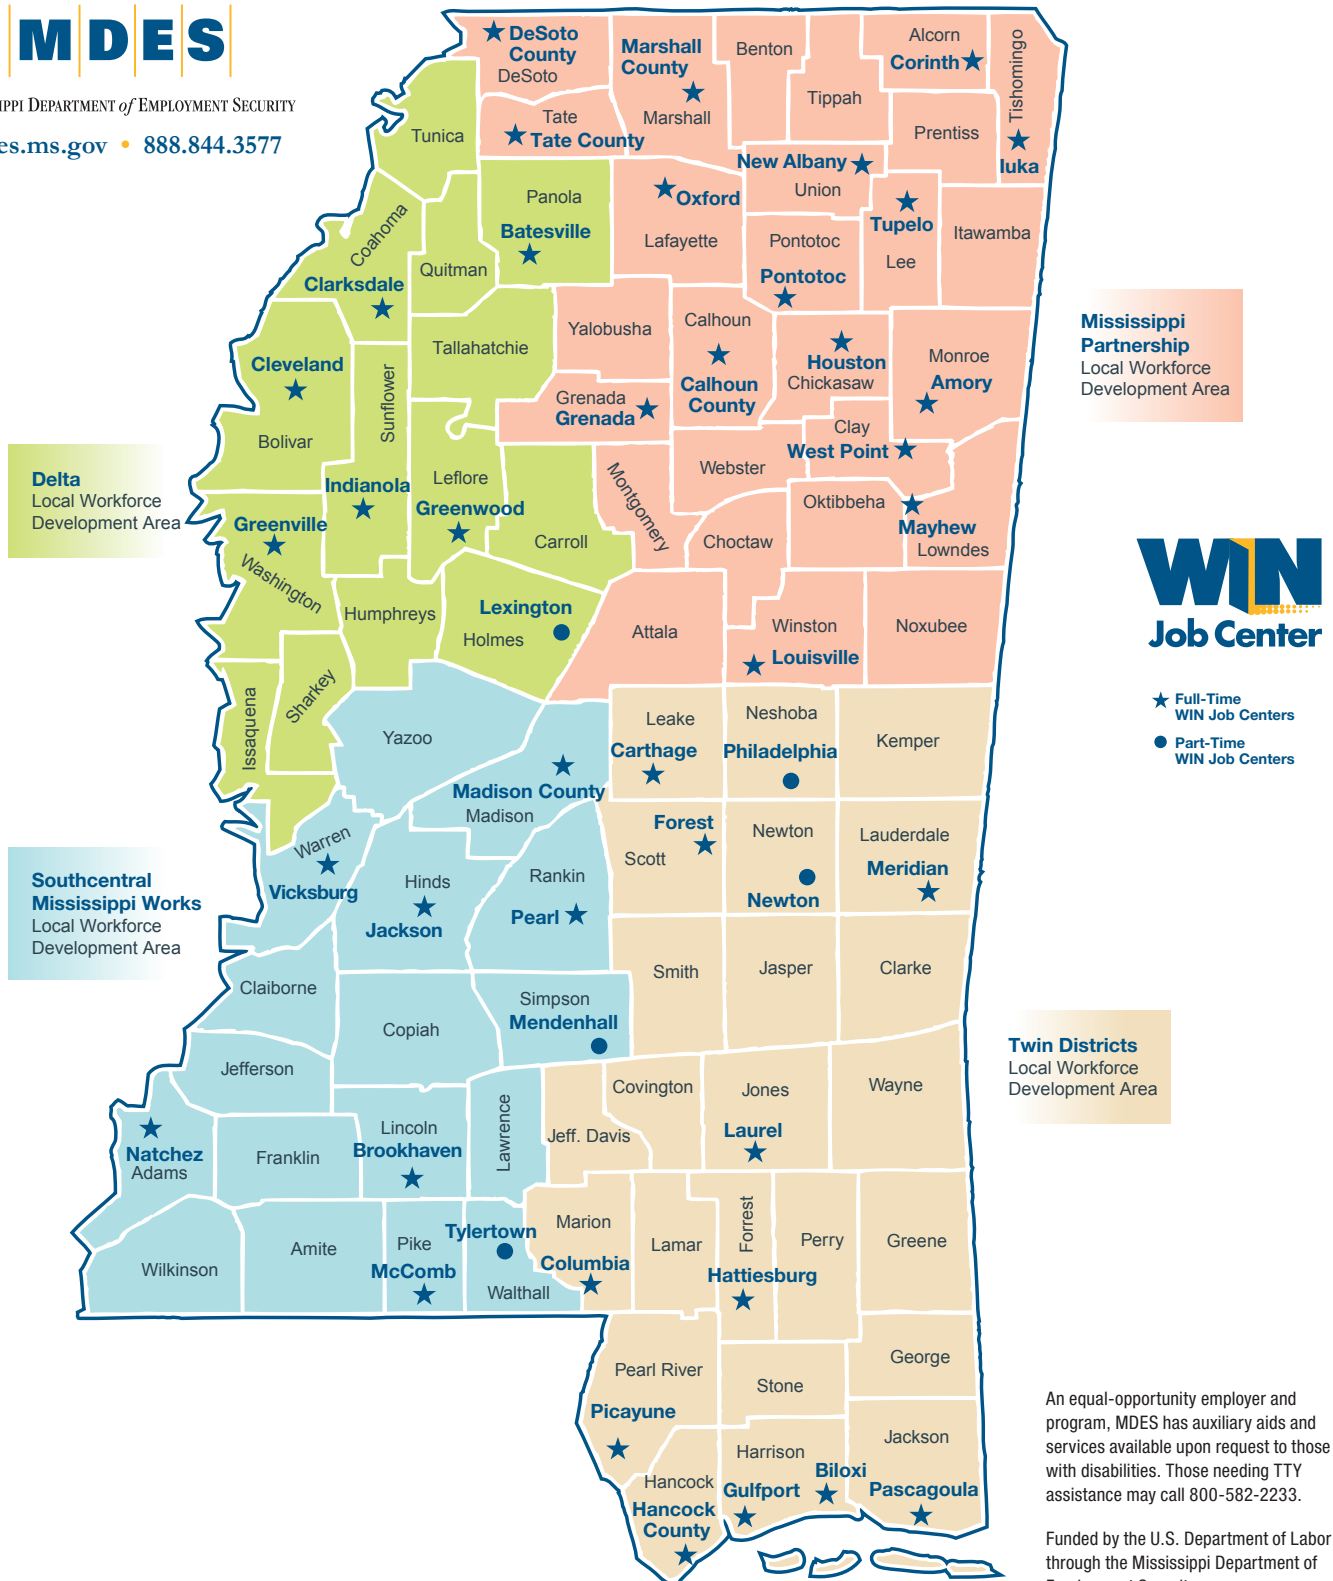 MDES
IPPI DEPARTMENT of EMPLOYMENT SECURITY
es.ms.gov • 888.844.3577
DeSoto
County
DeSoto
Marshall
County
Marshall
Benton
Tippah
Alcorn
Corinth
Tishomingo
Iuka
Tate
Tate County
Tunica
Prentiss
New Albany
Union
Panola
Batesville
Oxford
Lafayette
Tupelo
Lee
Itawamba
Coahoma
Clarksdale
Quitman
Pontotoc
Pontotoc
Yalobusha
Calhoun
Calhoun
County
Houston
Chickasaw
Monroe
Amory
Tallahatchie
Cleveland
Bolivar
Sunflower
Indianola
Grenada
Grenada
Clay
West Point
Webster
Leflore
Greenwood
Montgomery
Oktibbeha
Mayhew
Lowndes
Carroll
Choctaw
Greenville
Washington
Humphreys
Lexington
Holmes
Attala
Winston
Louisville
Noxubee
Issaquena
Sharkey
Yazoo
Leake
Carthage
Neshoba
Philadelphia
Kemper
Madison County
Madison
Warren
Vicksburg
Hinds
Jackson
Rankin
Pearl
Forest
Scott
Newton
Newton
Lauderdale
Meridian
Smith
Jasper
Clarke
Claiborne
Copiah
Simpson
Mendenhall
Jefferson
Covington
Jones
Laurel
Wayne
Natchez
Adams
Franklin
Lincoln
Brookhaven
Lawrence
Jeff. Davis
Wilkinson
Amite
Pike
McComb
Tylertown
Walthall
Marion
Columbia
Lamar
Forrest
Hattiesburg
Perry
Greene
Pearl River
Picayune
Stone
George
Hancock
Hancock
County
Harrison
Gulfport
Biloxi
Jackson
Pascagoula
Mississippi
Partnership
Local Workforce
Development Area
Delta
Local Workforce
Development Area
Southcentral
Mississippi Works
Local Workforce
Development Area
Twin Districts
Local Workforce
Development Area
WIN
Job Center
Full-Time
WIN Job Centers
Part-Time
WIN Job Centers
An equal-opportunity employer and
program, MDES has auxiliary aids and
services available upon request to those
with disabilities. Those needing TTY
assistance may call 800-582-2233.
Funded by the U.S. Department of Labor
through the Mississippi Department of